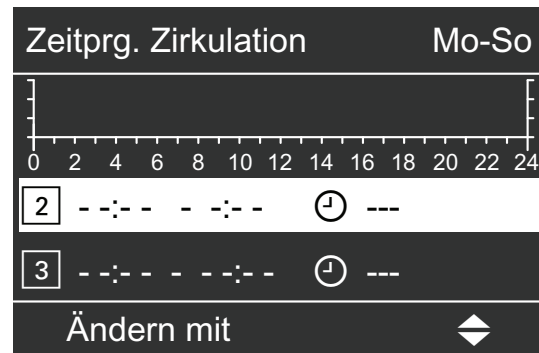 Zeitprg. Zirkulation Mo-So
0 2 4 6 8 10 12 14 16 18 20 22 24
2 - -:- - - -:- - ---
3 - -:- - - - -:- - ---
Ändern mit